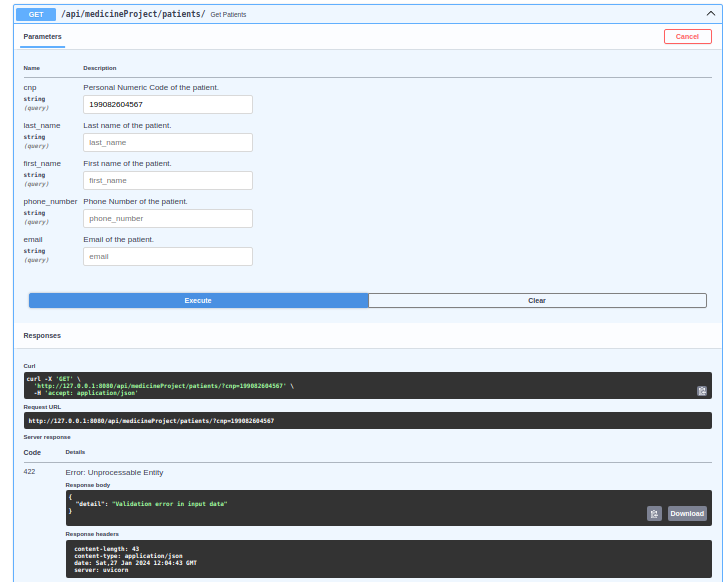 GET /api/medicineProject/patients/ Get Patients
Parameters
Cancel
Name Description
cnp Personal Numeric Code of the patient.
string
(query)
199082604567
last_name Last name of the patient.
string
(query)
last_name
first_name First name of the patient.
string
(query)
first_name
phone_number Phone Number of the patient.
string
(query)
phone_number
email Email of the patient.
string
(query)
email
Execute Clear
Responses
Curl
curl -X 'GET' \
'http://127.0.0.1:8080/api/medicineProject/patients/?cnp=199082604567' \
-H 'accept: application/json'
Request URL
http://127.0.0.1:8080/api/medicineProject/patients/?cnp=199082604567
Server response
Code Details
422 Error: Unprocessable Entity
Response body
{
"detail": "Validation error in input data"
}
Download
Response headers
content-length: 43
content-type: application/json
date: Sat,27 Jan 2024 12:04:43 GMT
server: uvicorn